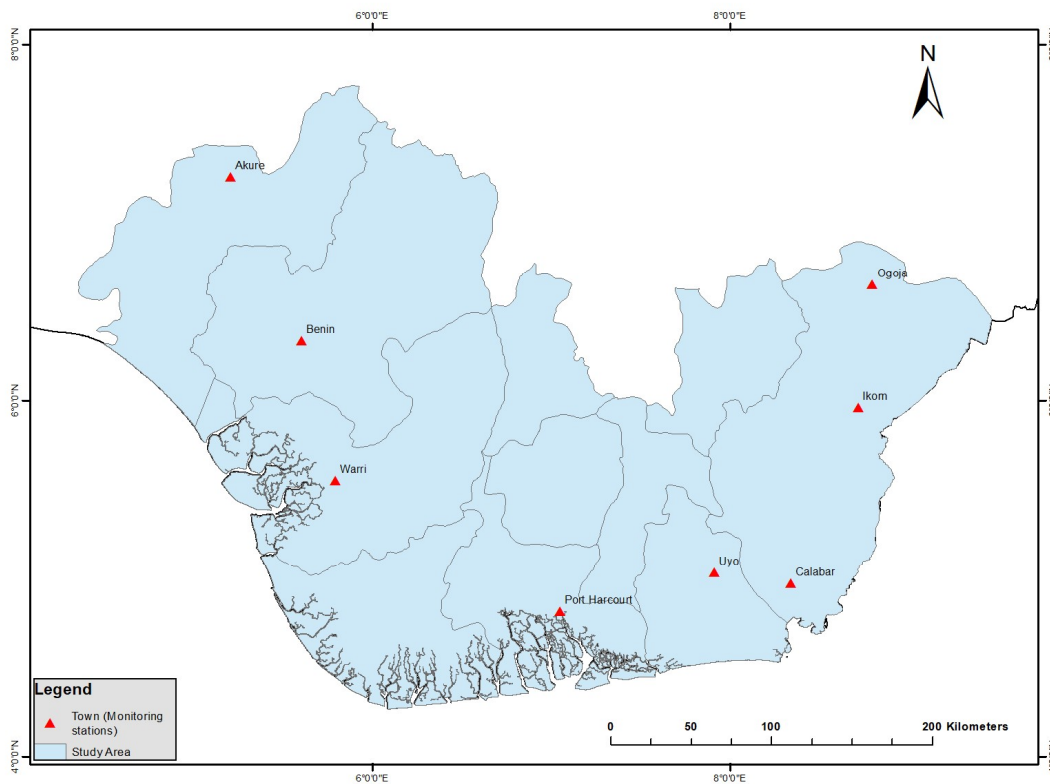 6°0'0"E
8°0'0"E
8°0'0"N
N
Akure
Ogoja
Benin
6°0'0"N
Ikom
Warri
Uyo
Calabar
Port Harcourt
Legend
Town (Monitoring
stations)
Study Area
0 50 100 200 Kilometers
4°0'0"N
6°0'0"E
8°0'0"E